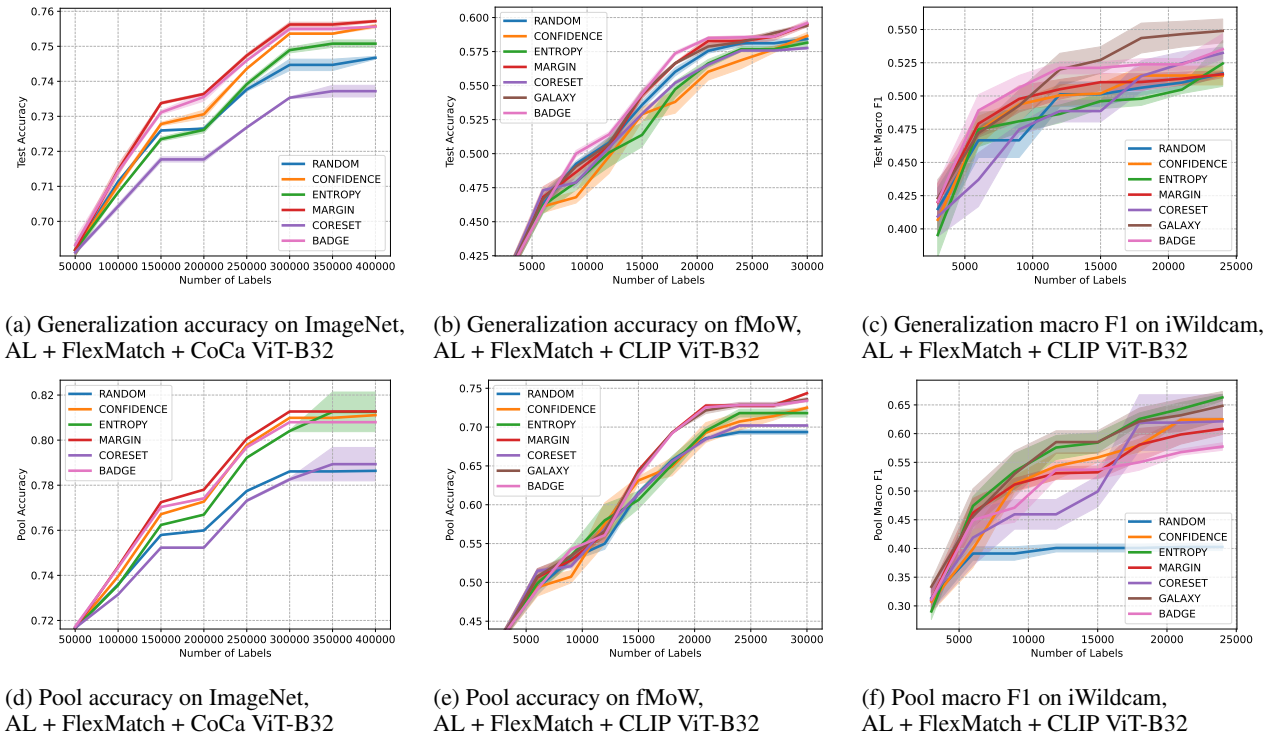 0.76
0.75
0.74
0.73
0.72
0.71
0.70
Test Accuracy
50000 100000 150000 200000 250000 300000 350000 400000
Number of Labels
RANDOM
CONFIDENCE
ENTROPY
MARGIN
CORESET
BADGE
(a) Generalization accuracy on ImageNet,
AL + FlexMatch + CoCa ViT-B32
0.600
0.575
0.550
0.525
0.500
0.475
0.450
0.425
Test Accuracy
5000 10000 15000 20000 25000 30000
Number of Labels
RANDOM
CONFIDENCE
ENTROPY
MARGIN
CORESET
GALAXY
BADGE
(b) Generalization accuracy on fMoW,
AL + FlexMatch + CLIP ViT-B32
0.550
0.525
0.500
0.475
0.450
0.425
0.400
Test Macro F1
5000 10000 15000 20000 25000
Number of Labels
RANDOM
CONFIDENCE
ENTROPY
MARGIN
CORESET
GALAXY
BADGE
(c) Generalization macro F1 on iWildcam,
AL + FlexMatch + CLIP ViT-B32
0.82
0.80
0.78
0.76
0.74
0.72
Pool Accuracy
50000 100000 150000 200000 250000 300000 350000 400000
Number of Labels
RANDOM
CONFIDENCE
ENTROPY
MARGIN
CORESET
BADGE
(d) Pool accuracy on ImageNet,
AL + FlexMatch + CoCa ViT-B32
0.75
0.70
0.65
0.60
0.55
0.50
0.45
Pool Accuracy
5000 10000 15000 20000 25000 30000
Number of Labels
RANDOM
CONFIDENCE
ENTROPY
MARGIN
CORESET
GALAXY
BADGE
(e) Pool accuracy on fMoW,
AL + FlexMatch + CLIP ViT-B32
0.65
0.60
0.55
0.50
0.45
0.40
0.35
0.30
Pool Macro F1
5000 10000 15000 20000 25000
Number of Labels
RANDOM
CONFIDENCE
ENTROPY
MARGIN
CORESET
GALAXY
BADGE
(f) Pool macro F1 on iWildcam,
AL + FlexMatch + CLIP ViT-B32